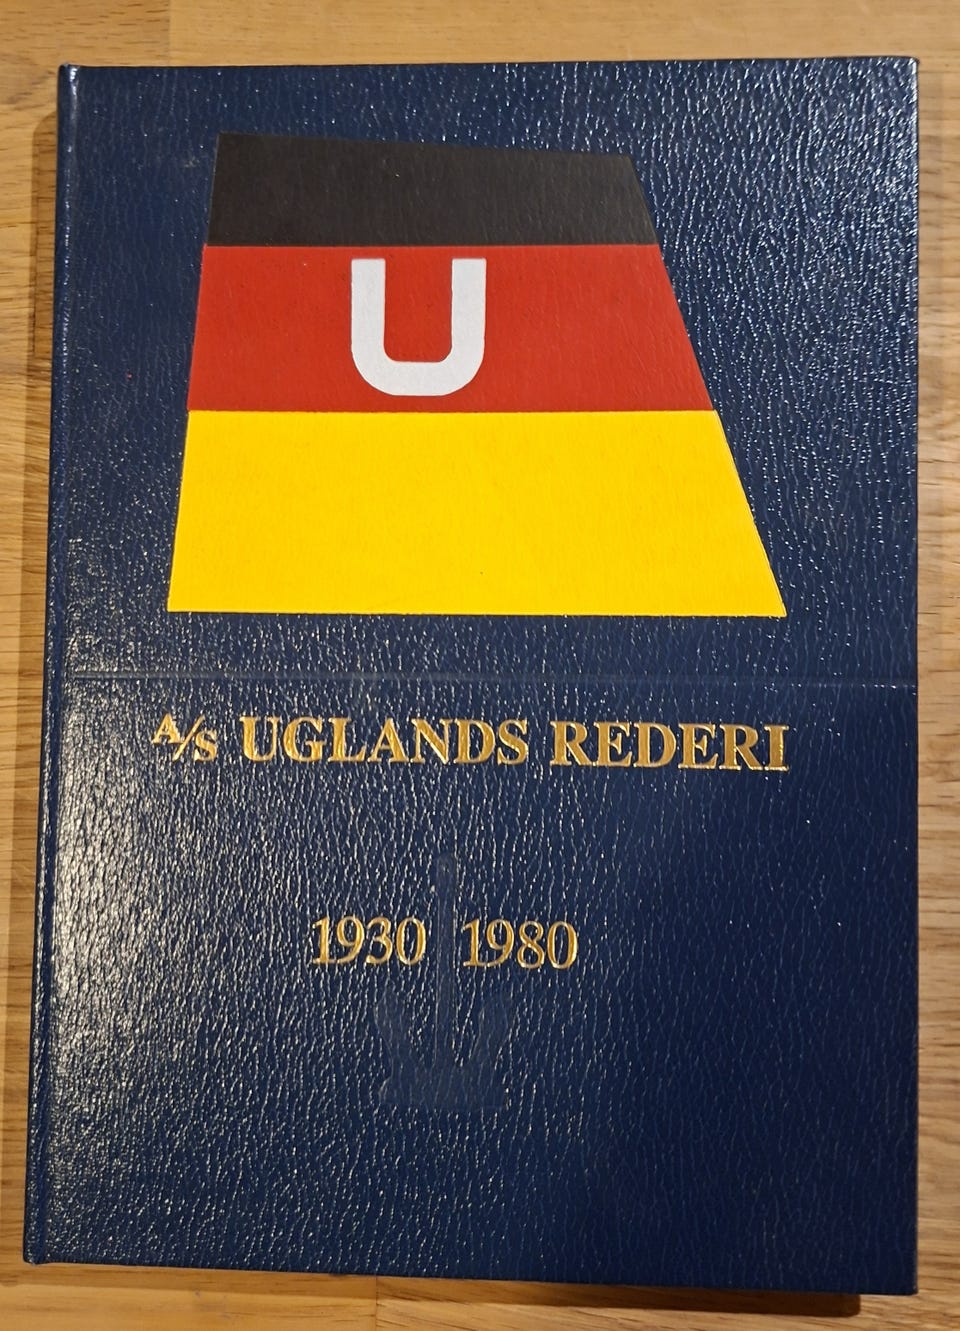 U
A/S UGLANDS REDERI
1930 1980